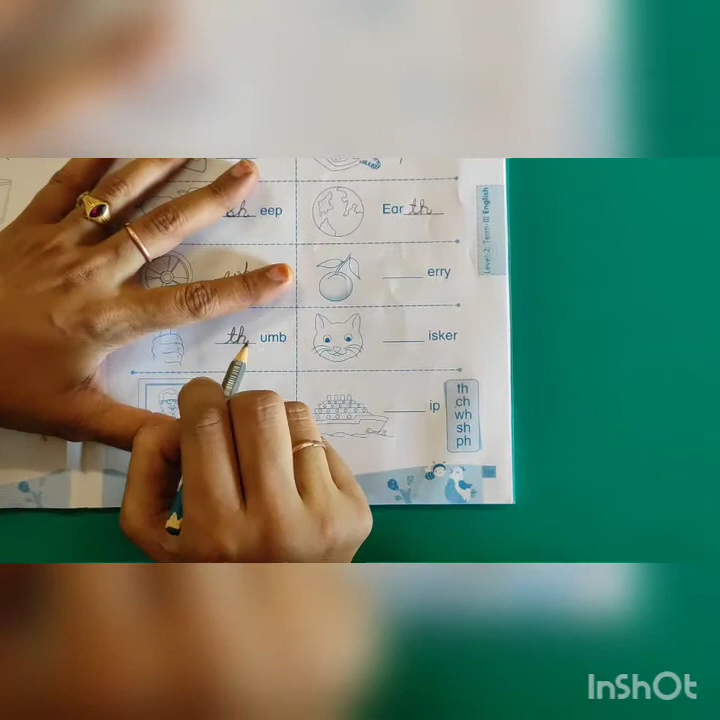 sh eep
Ear th
erry
th umb
isker
ip
th
ch
wh
sh
ph
Level-2 Term-III English
InShOt